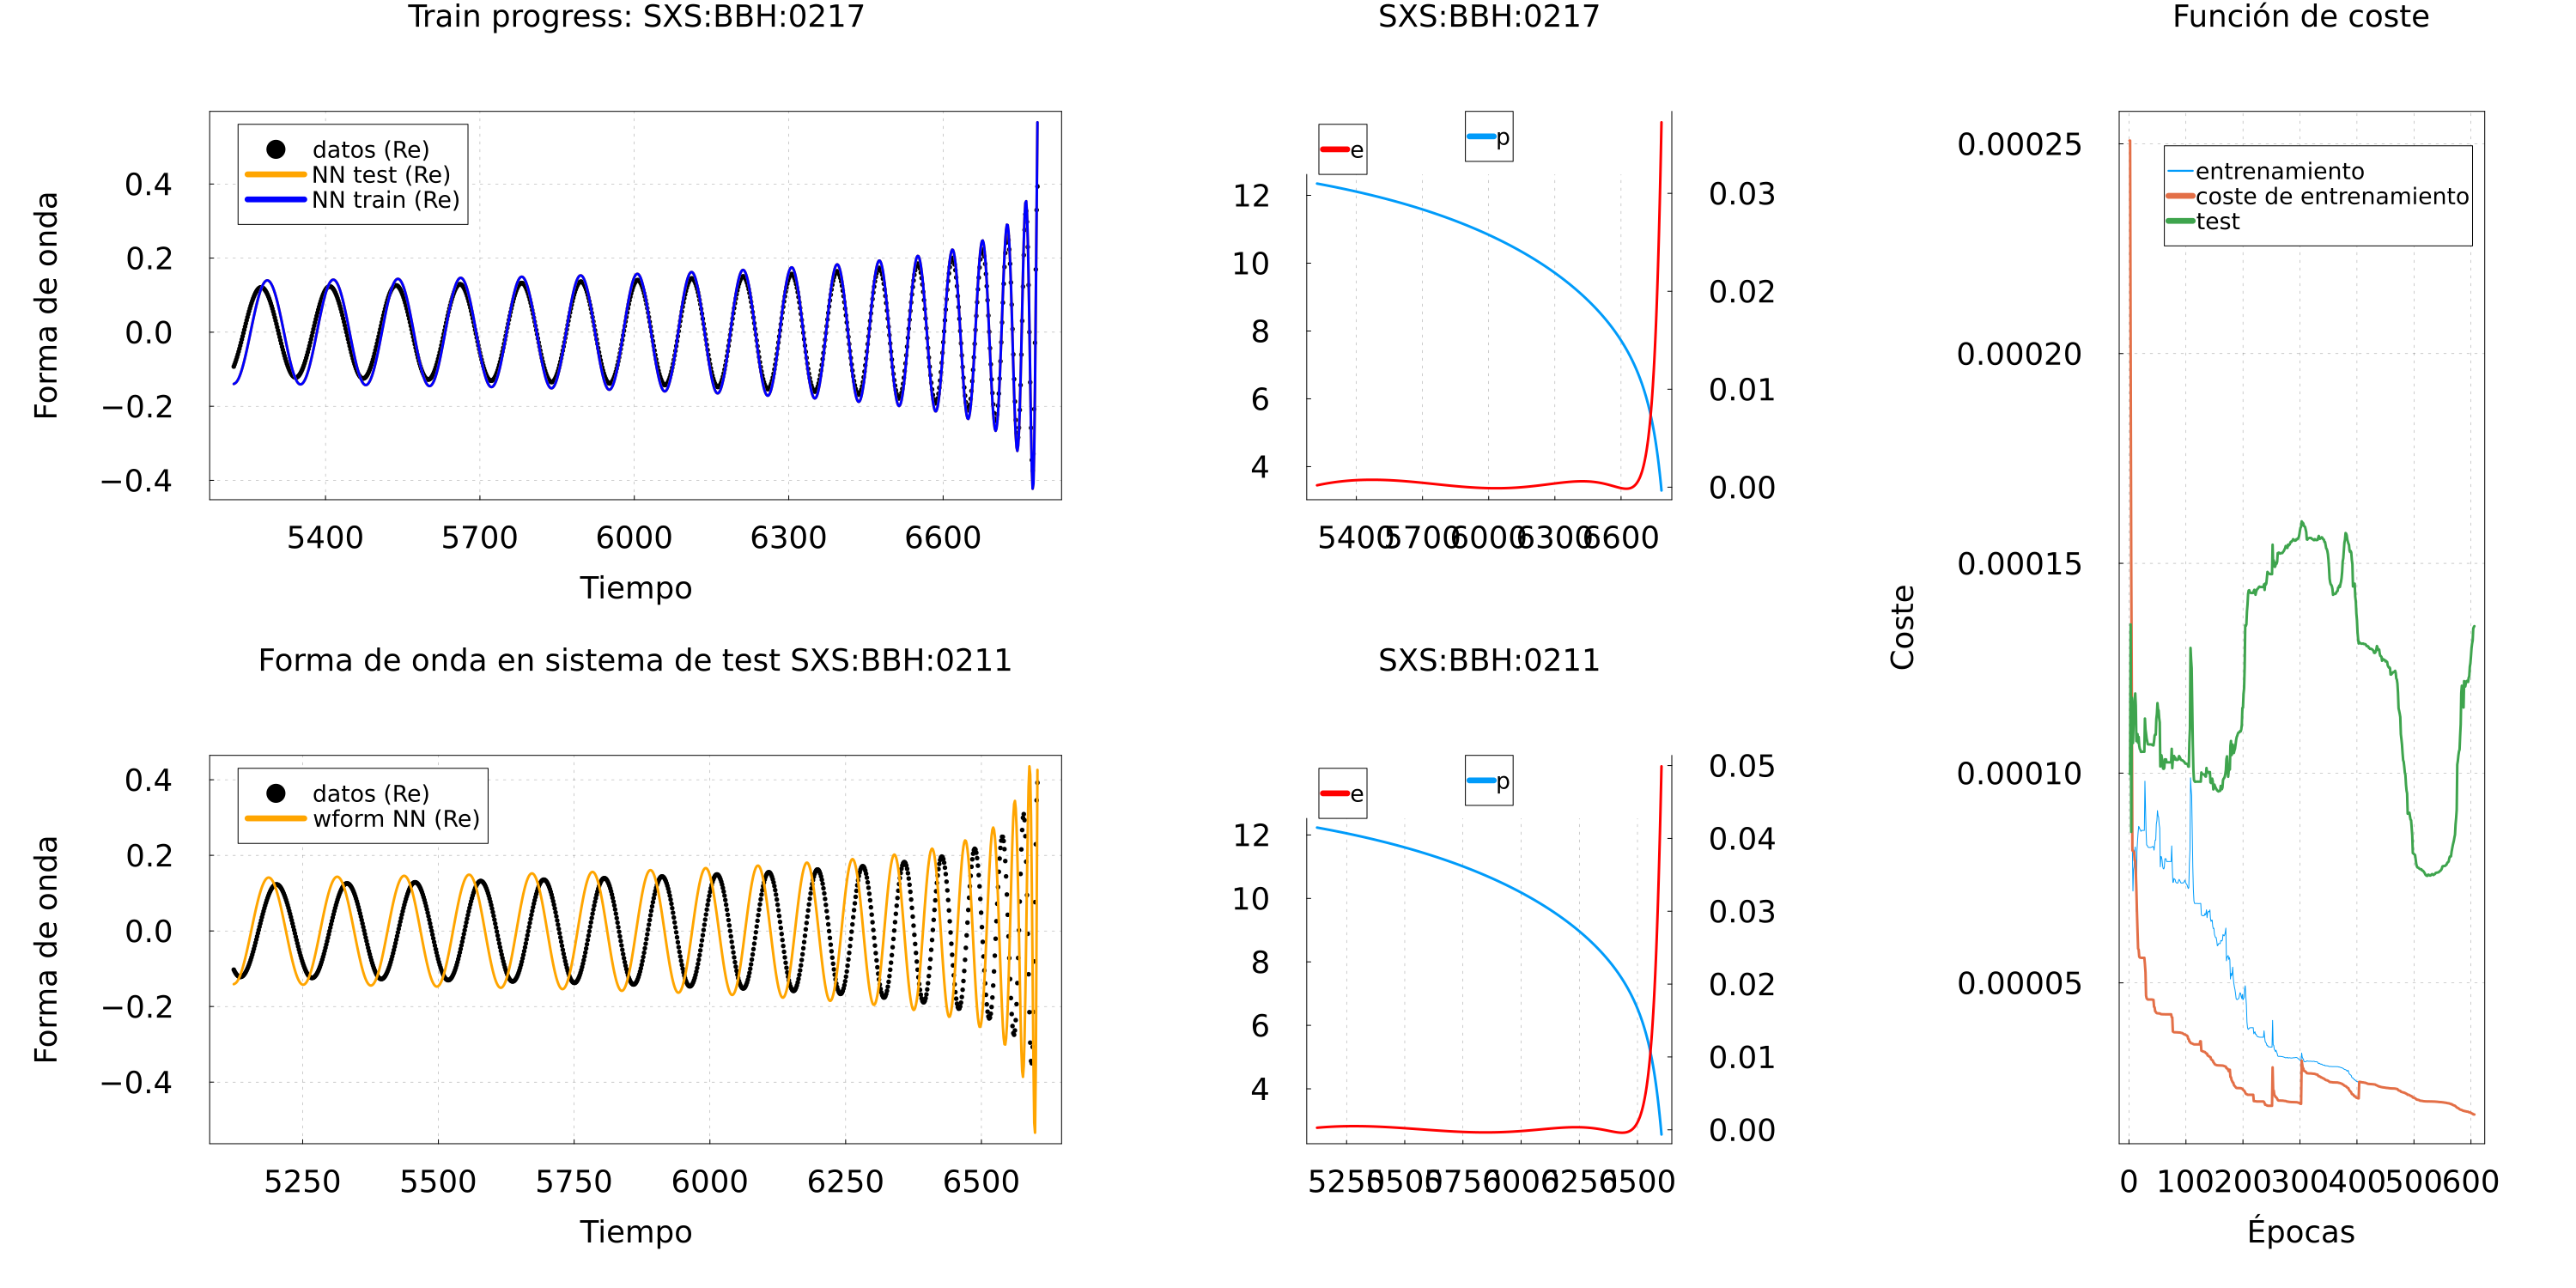 Train progress: SXS:BBH:0217
datos (Re)
NN test (Re)
NN train (Re)
0.4
0.2
0.0
−0.2
−0.4
Forma de onda
5400 5700 6000 6300 6600
Tiempo
SXS:BBH:0217
e
p
12
10
8
6
4
0.03
0.02
0.01
0.00
5400 5700 6000 6300 6600
Forma de onda en sistema de test SXS:BBH:0211
datos (Re)
wform NN (Re)
0.4
0.2
0.0
−0.2
−0.4
Forma de onda
5250 5500 5750 6000 6250 6500
Tiempo
SXS:BBH:0211
e
p
12
10
8
6
4
0.05
0.04
0.03
0.02
0.01
0.00
5250 5500 5750 6000 6250 6500
Función de coste
entrenamiento
coste de entrenamiento
test
0.00025
0.00020
0.00015
0.00010
0.00005
Coste
0 100 200 300 400 500 600
Épocas